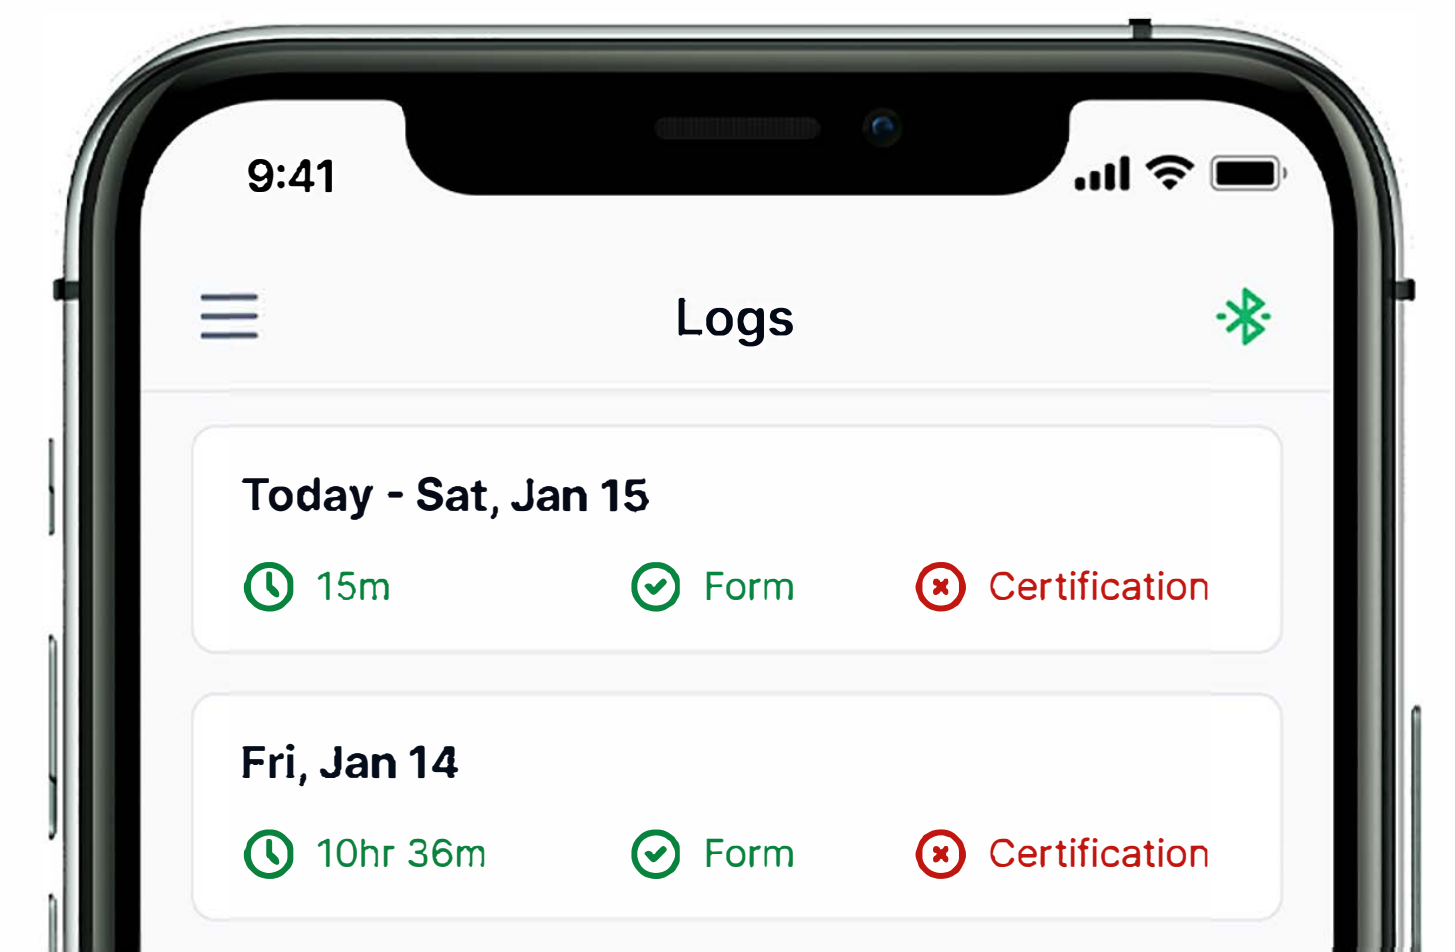 9:41
Logs
Today - Sat, Jan 15
15m Form Certification
Fri, Jan 14
10hr 36m Form Certification